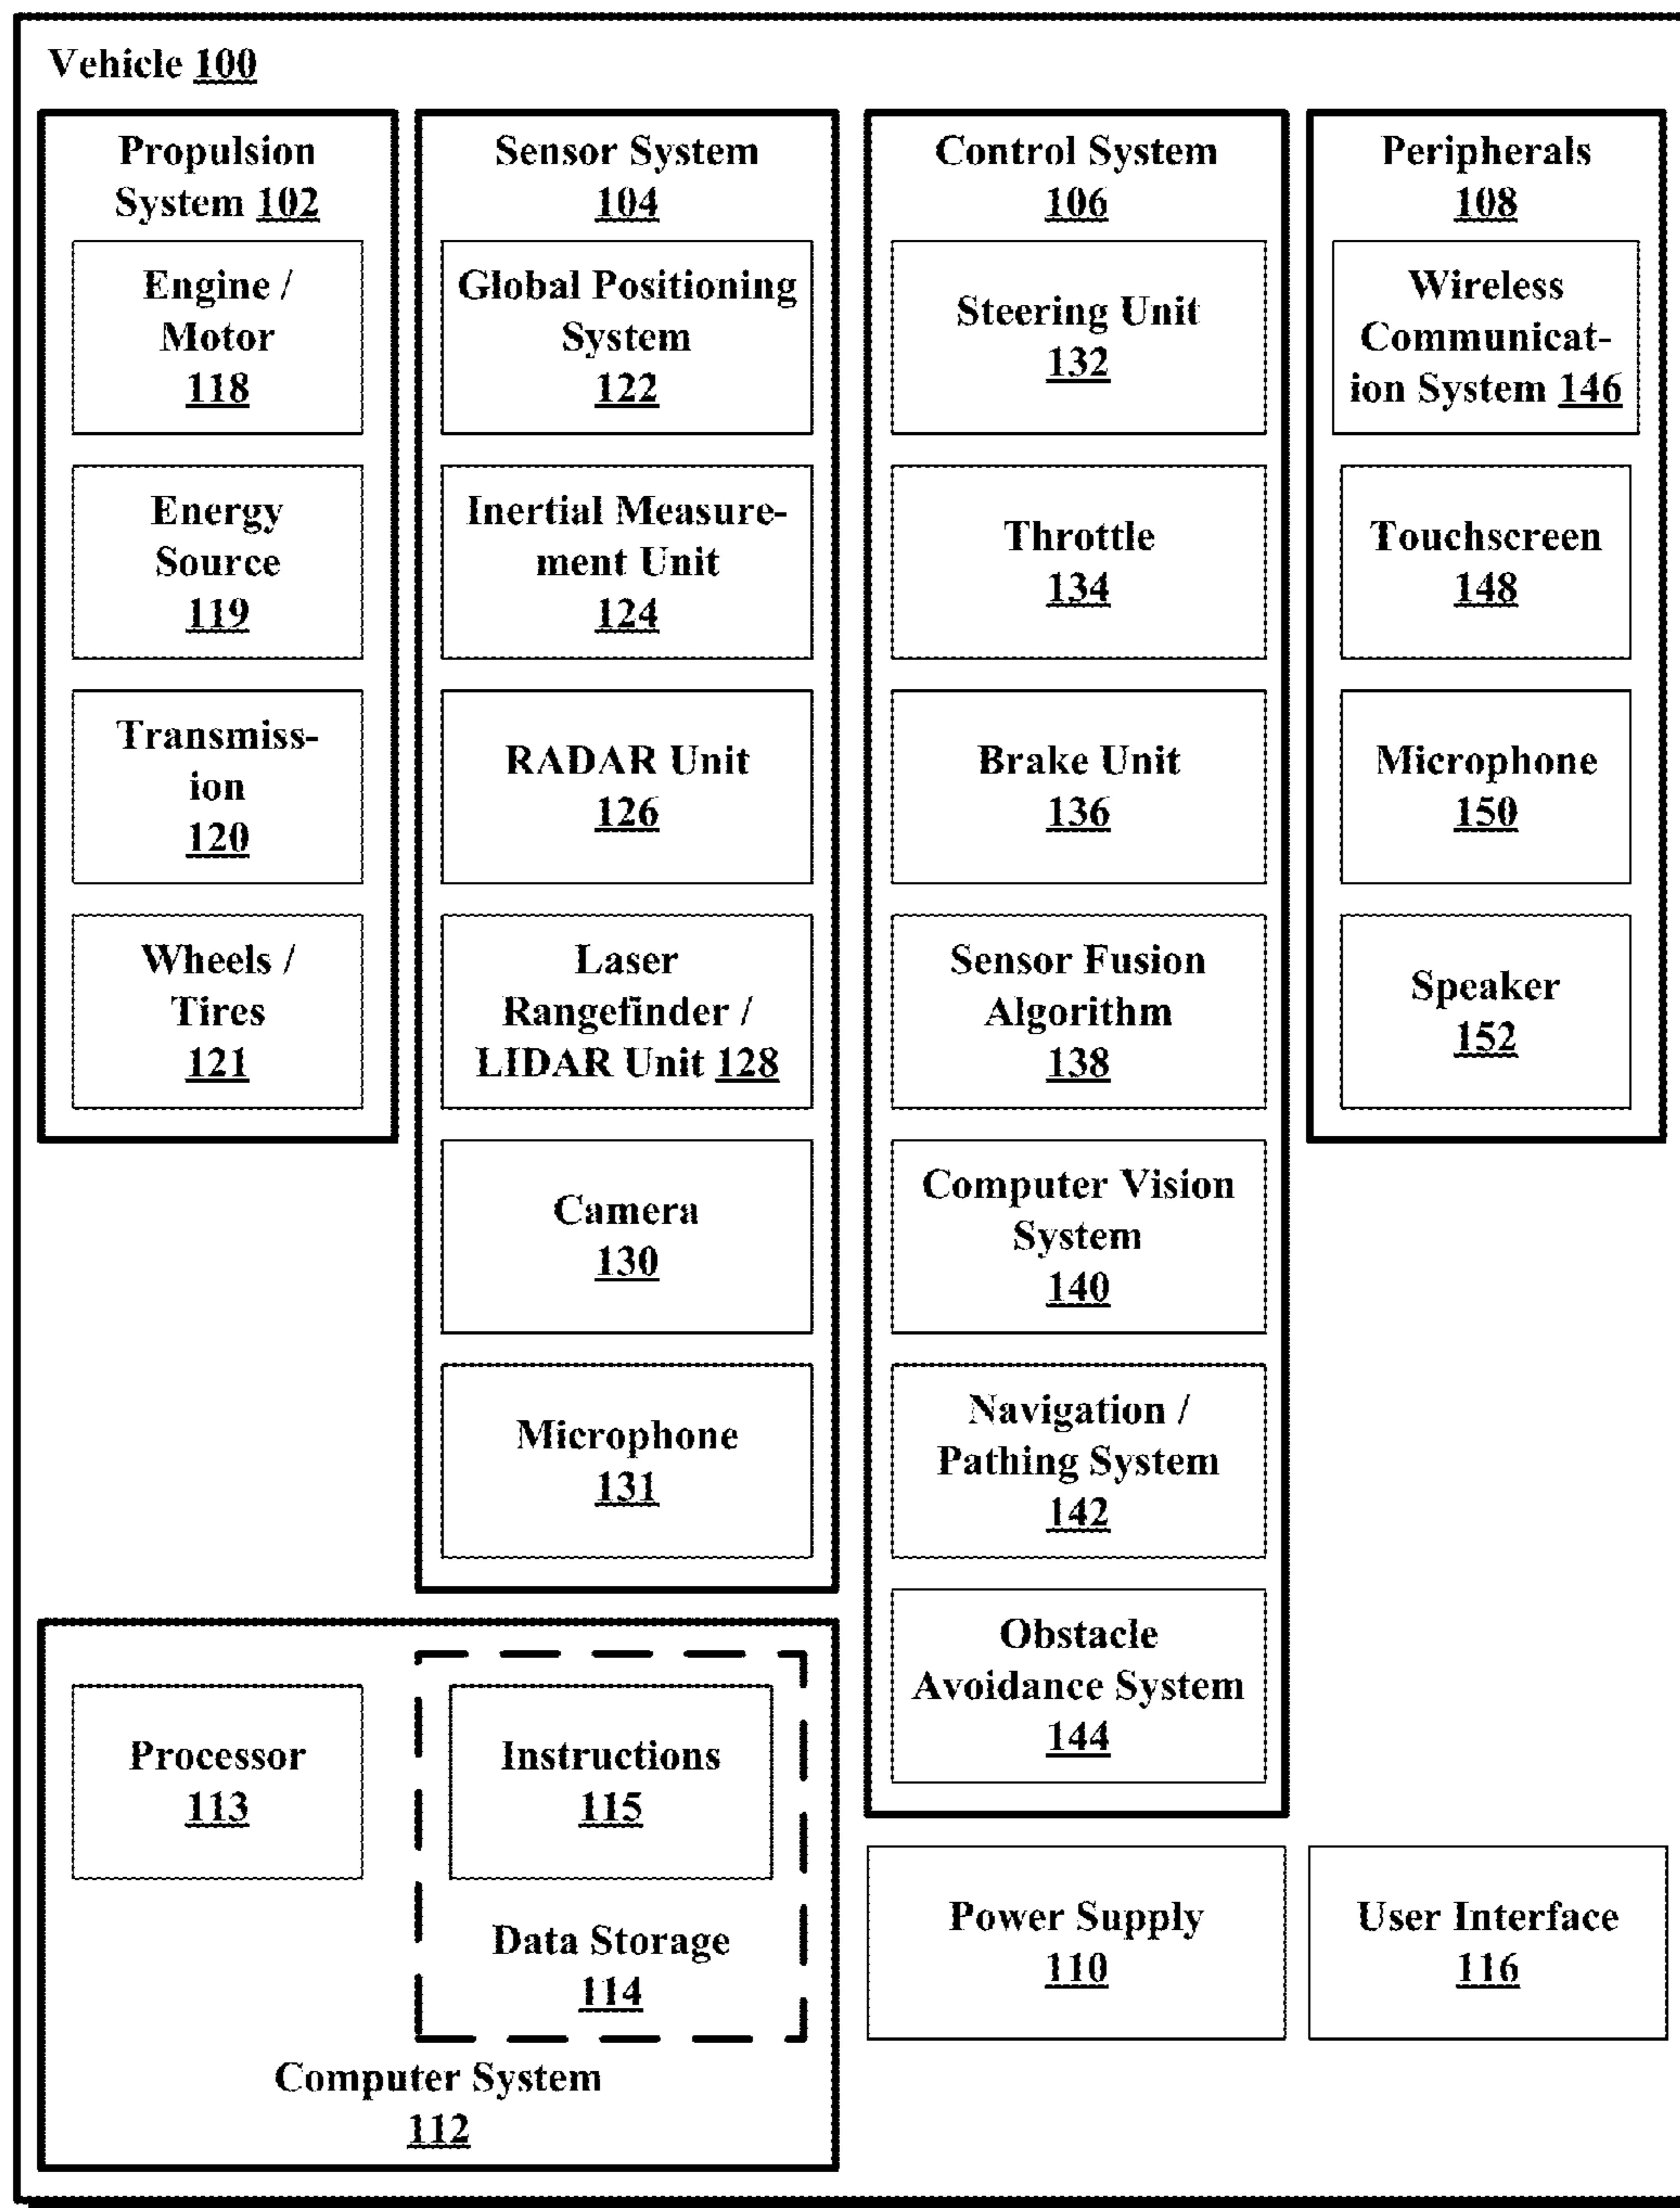 Vehicle 100
Propulsion
System 102
Engine /
Motor
118
Energy
Source
119
Transmiss-
ion
120
Wheels /
Tires
121
Sensor System
104
Global Positioning
System
122
Inertial Measure-
ment Unit
124
RADAR Unit
126
Laser
Rangefinder /
LIDAR Unit 128
Camera
130
Microphone
131
Control System
106
Steering Unit
132
Throttle
134
Brake Unit
136
Sensor Fusion
Algorithm
138
Computer Vision
System
140
Navigation /
Pathing System
142
Obstacle
Avoidance System
144
Peripherals
108
Wireless
Communicat-
ion System 146
Touchscreen
148
Microphone
150
Speaker
152
Processor
113
Instructions
115
Data Storage
114
Computer System
112
Power Supply
110
User Interface
116